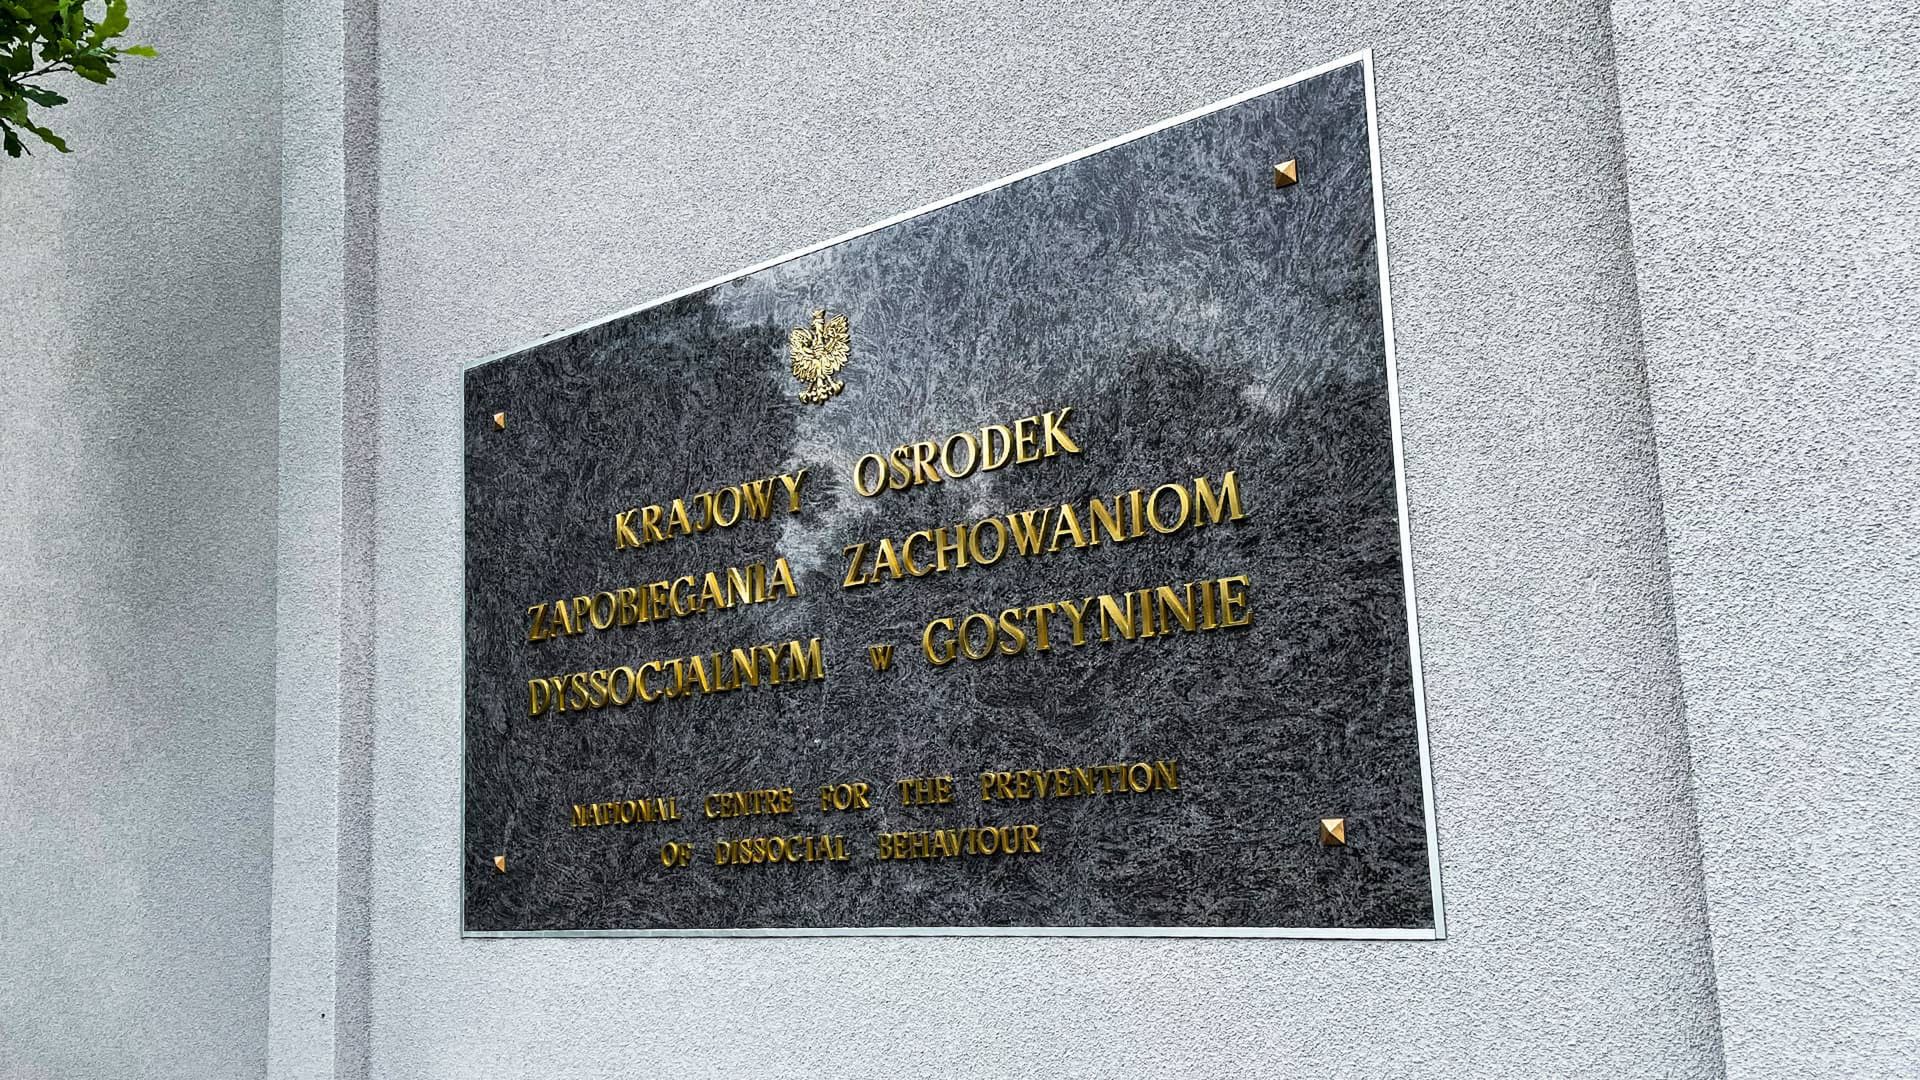 KRAJOWY OŚRODEK
ZAPOBIEGANIA ZACHOWANIOM
DYSSOCJALNYM w GOSTYNINIE
NATIONAL CENTRE FOR THE PREVENTION
OF DISSOCIAL BEHAVIOUR